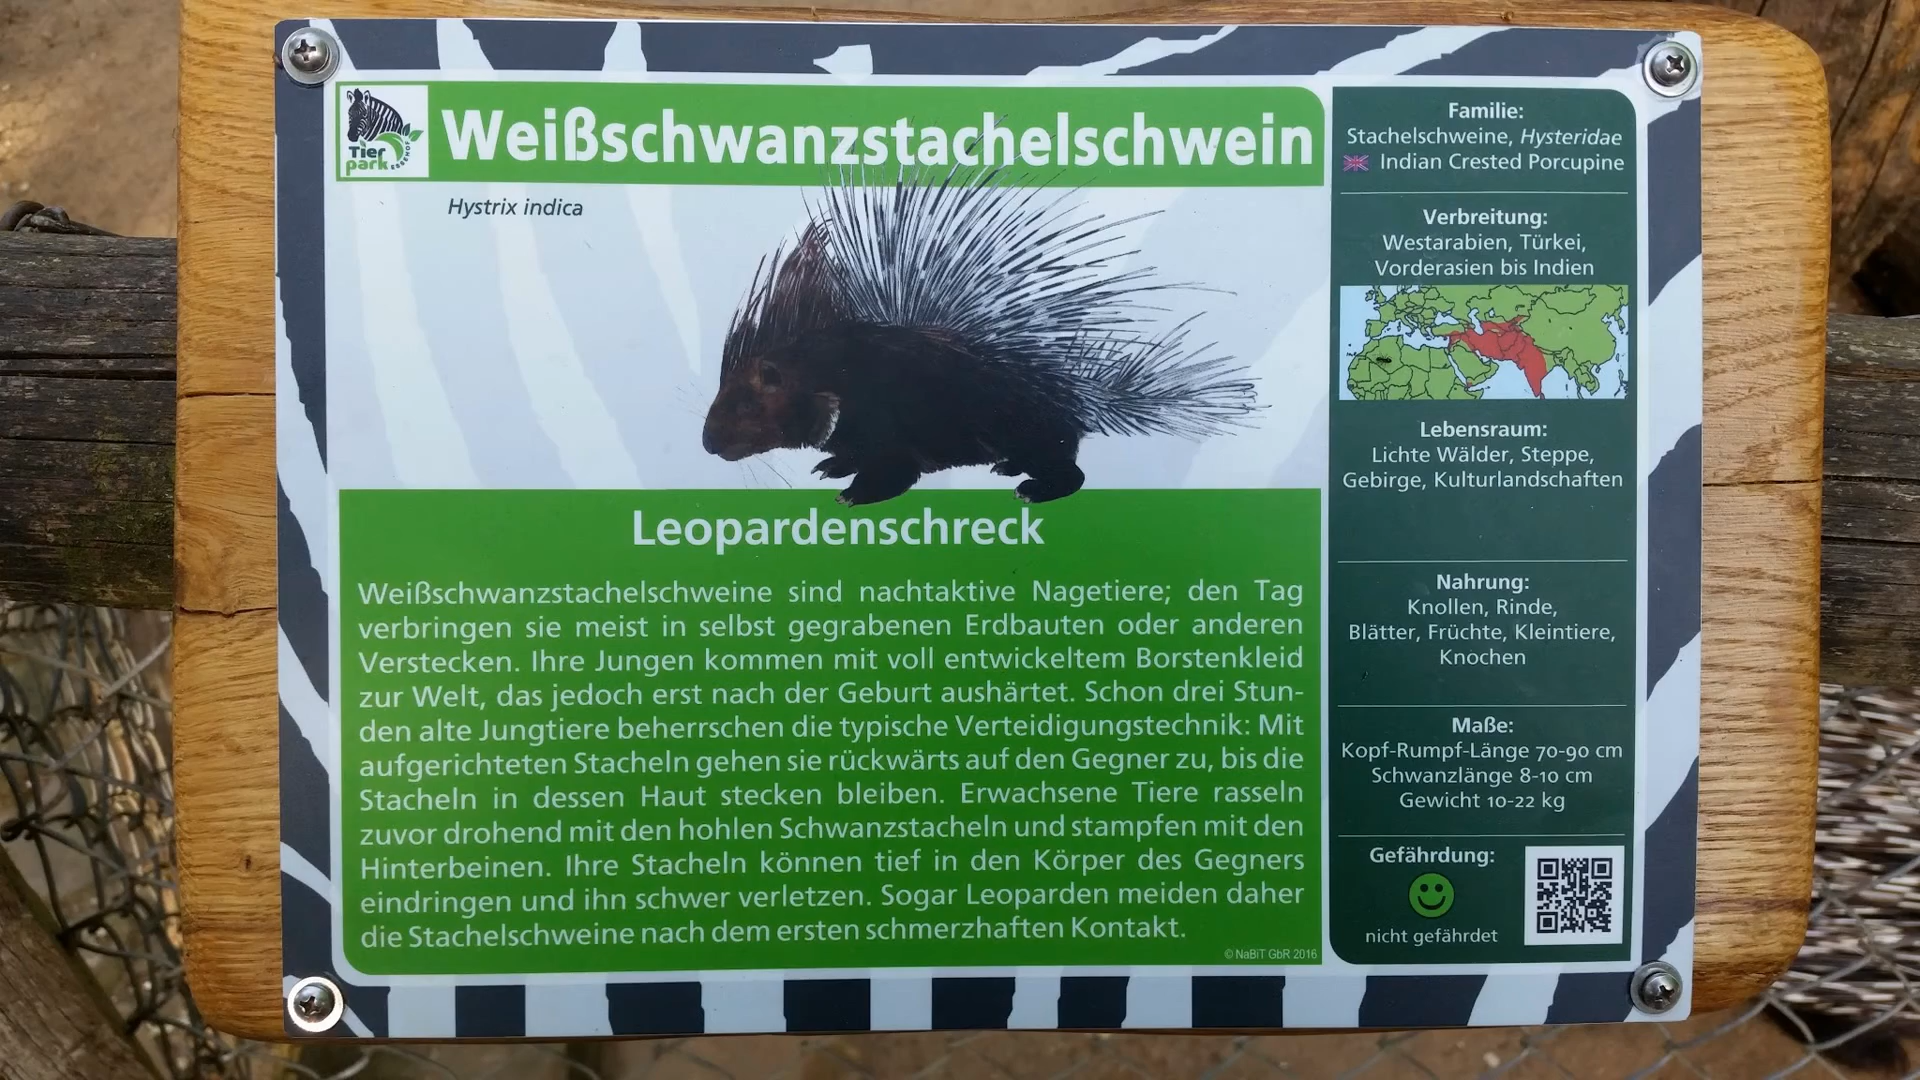 Tier
park
Weißschwanzstachelschwein
Hystrix indica
Leopardenschreck
Weißschwanzstachelschweine sind nachtaktive Nagetiere; den Tag
verbringen sie meist in selbst gegrabenen Erdbauten oder anderen
Verstecken. Ihre Jungen kommen mit voll entwickeltem Borstenkleid
zur Welt, das jedoch erst nach der Geburt aushärtet. Schon drei Stun-
den alte Jungtiere beherrschen die typische Verteidigungstechnik: Mit
aufgerichteten Stacheln gehen sie rückwärts auf den Gegner zu, bis die
Stacheln in dessen Haut stecken bleiben. Erwachsene Tiere rasseln
zuvor drohend mit den hohlen Schwanzstacheln und stampfen mit den
Hinterbeinen. Ihre Stacheln können tief in den Körper des Gegners
eindringen und ihn schwer verletzen. Sogar Leoparden meiden daher
die Stachelschweine nach dem ersten schmerzhaften Kontakt.
© NaBiT GbR 2016
Familie:
Stachelschweine, Hysteridae
Indian Crested Porcupine
Verbreitung:
Westarabien, Türkei,
Vorderasien bis Indien
Lebensraum:
Lichte Wälder, Steppe,
Gebirge, Kulturlandschaften
Nahrung:
Knollen, Rinde,
Blätter, Früchte, Kleintiere,
Knochen
Maße:
Kopf-Rumpf-Länge 70-90 cm
Schwanzlänge 8-10 cm
Gewicht 10-22 kg
Gefährdung:
nicht gefährdet